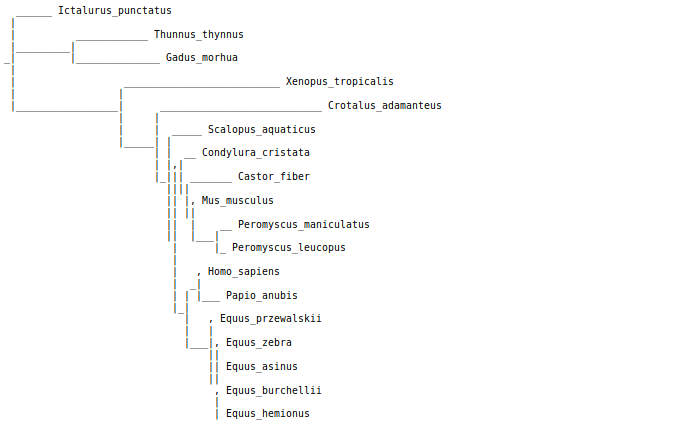 Ictalurus_punctatus
Thunnus_thynnus
Gadus_morhua
Xenopus_tropicalis
Crotalus_adamanteus
Scalopus_aquaticus
Condylura_cristata
Castor_fiber
Mus_musculus
Peromyscus_maniculatus
Peromyscus_leucopus
Homo_sapiens
Papio_anubis
Equus_przewalskii
Equus_zebra
Equus_asinus
Equus_burchellii
Equus_hemionus